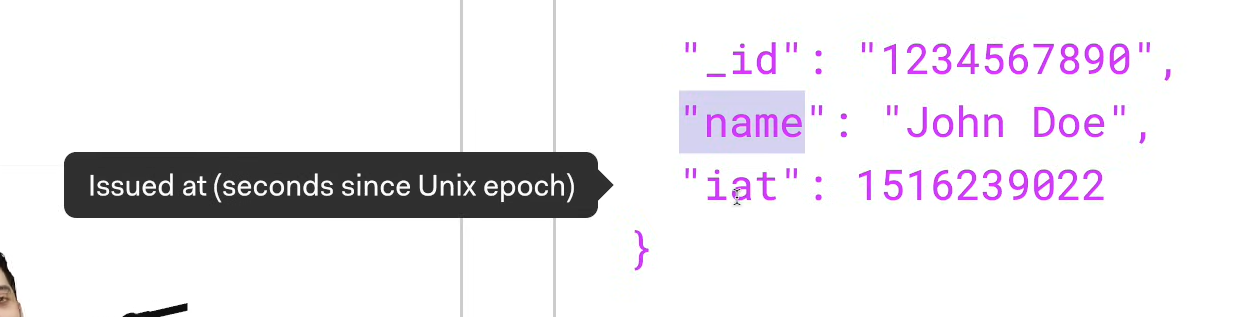 "_id": "1234567890",
"name": "John Doe",
Issued at (seconds since Unix epoch)
"iat": 1516239022
}